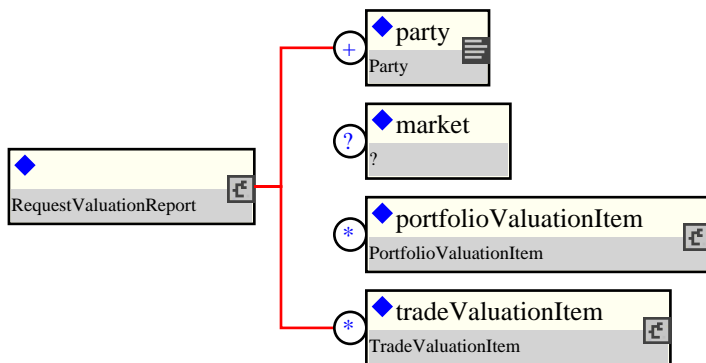 party
+
Party
market
?
?
RequestValuationReport
portfolioValuationItem
*
PortfolioValuationItem
tradeValuationItem
*
TradeValuationItem